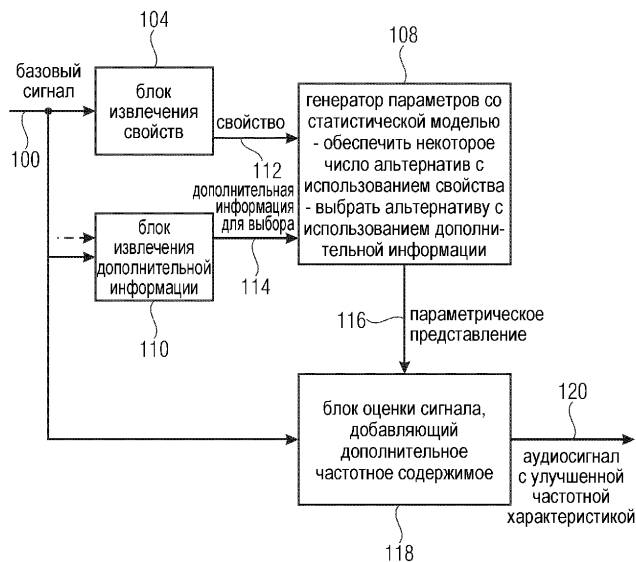 104
108
базовый
сигнал
100
блок
извлечения
свойств
свойство
112
генератор параметров со
статистической моделью
- обеспечить некоторое
число альтернатив с
использованием свойства
- выбрать альтернативу с
использованием дополни-
тельной информации
дополнительная
информация
для выбора
114
блок
извлечения
дополнительной
информации
110
116
параметрическое
представление
блок оценки сигнала,
добавляющий
дополнительное
частотное содержимое
118
120
аудиосигнал
с улучшенной
частотной
характеристикой